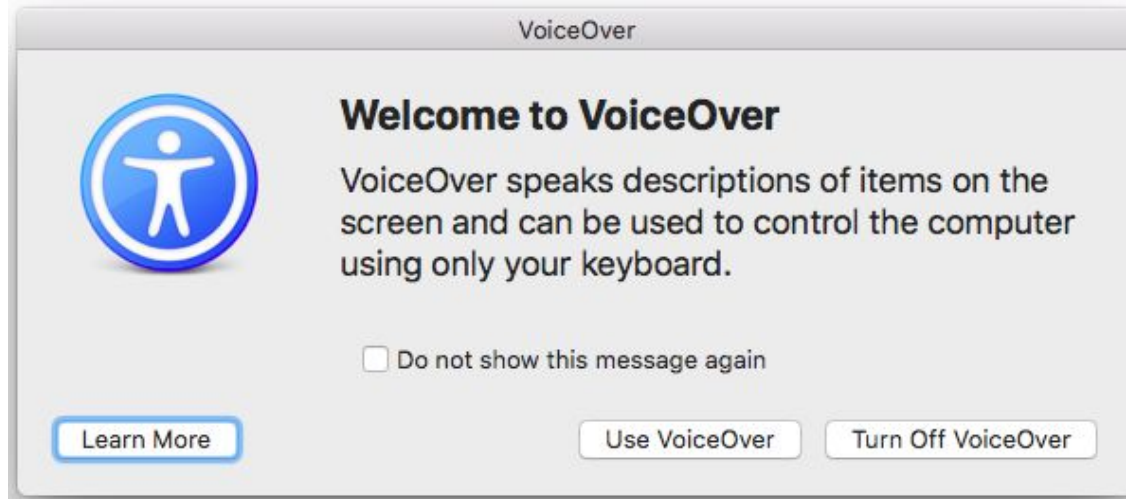 VoiceOver
Welcome to VoiceOver
VoiceOver speaks descriptions of items on the
screen and can be used to control the computer
using only your keyboard.
Do not show this message again
Learn More
Use VoiceOver
Turn Off VoiceOver